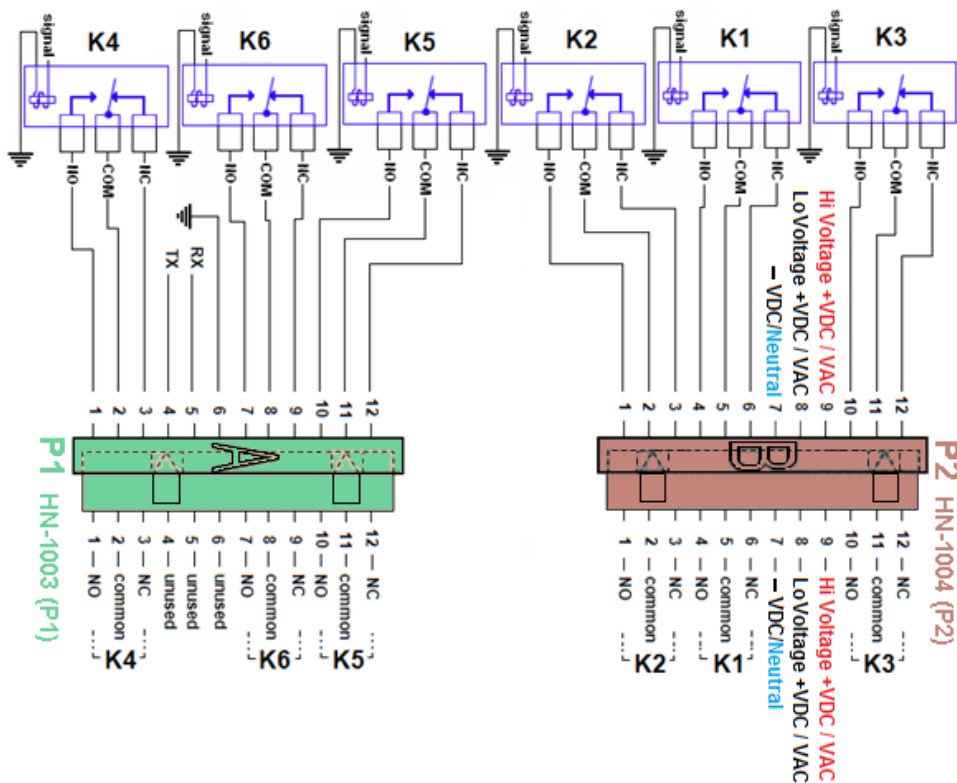 K4 K6 K5 K2 K1 K3
signal signal signal signal signal signal
NO COM NC NO COM NC NO COM NC NO COM NC NO COM NC NO COM NC
TX
RX
Hi Voltage +VDC / VAC
LoVoltage +VDC / VAC
– VDC/Neutral
1 2 3 4 5 6 7 8 9 10 11 12
1 2 3 4 5 6 7 8 9 10 11 12
P1 HN-1003 (P1)
A
P2 HN-1004 (P2)
B
1 2 3 4 5 6 7 8 9 10 11 12
NO common NC unused unused unused NO common NC NO common NC
K4 K6 K5
1 2 3 4 5 6 7 8 9 10 11 12
NO common NC NO common NC – VDC/Neutral LoVoltage +VDC / VAC Hi Voltage +VDC / VAC NO common NC
K2 K1 K3